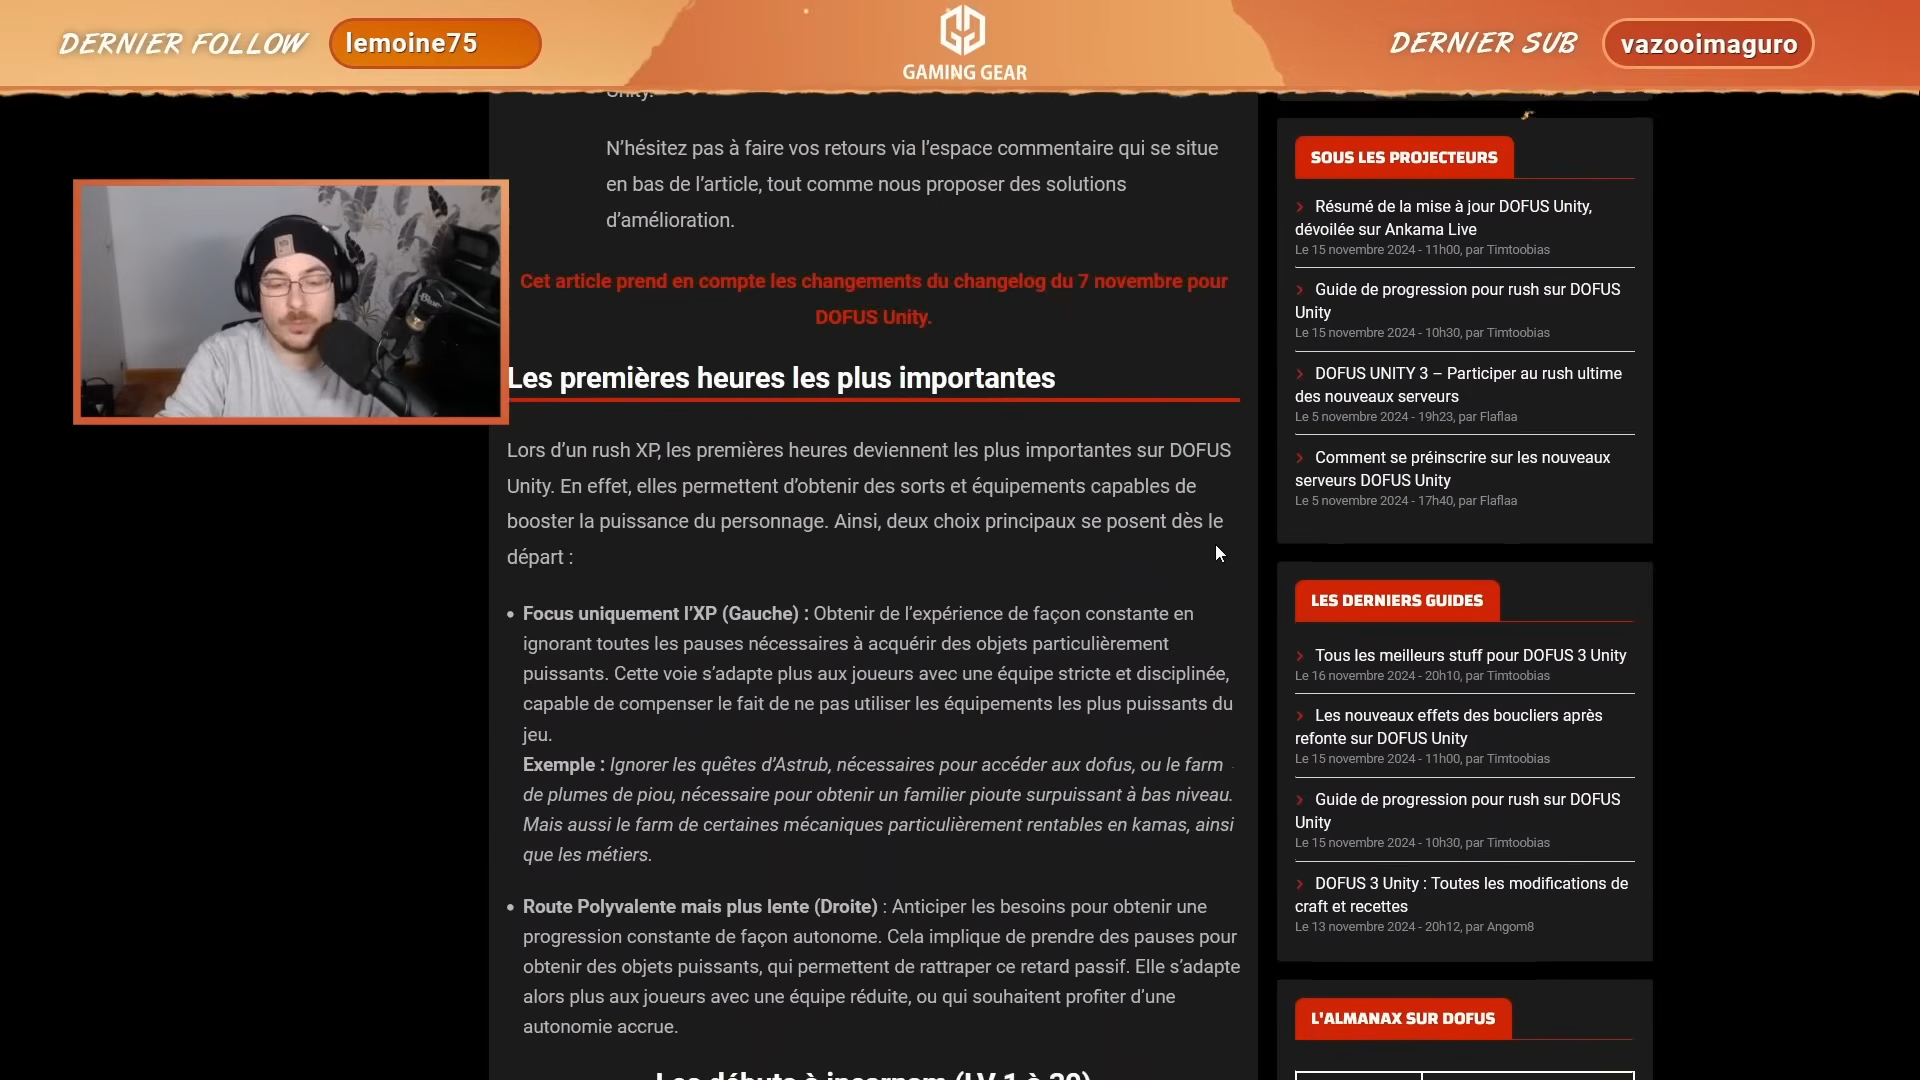 DERNIER FOLLOW lemoine75
GAMING GEAR
DERNIER SUB vazooimaguro
Unity.
N’hésitez pas à faire vos retours via l’espace commentaire qui se situe
en bas de l’article, tout comme nous proposer des solutions
d’amélioration.
Cet article prend en compte les changements du changelog du 7 novembre pour
DOFUS Unity.
Les premières heures les plus importantes
Lors d’un rush XP, les premières heures deviennent les plus importantes sur DOFUS
Unity. En effet, elles permettent d’obtenir des sorts et équipements capables de
booster la puissance du personnage. Ainsi, deux choix principaux se posent dès le
départ :
• Focus uniquement l’XP (Gauche) : Obtenir de l’expérience de façon constante en
ignorant toutes les pauses nécessaires à acquérir des objets particulièrement
puissants. Cette voie s’adapte plus aux joueurs avec une équipe stricte et disciplinée,
capable de compenser le fait de ne pas utiliser les équipements les plus puissants du
jeu.
Exemple : Ignorer les quêtes d’Astrub, nécessaires pour accéder aux dofus, ou le farm
de plumes de piou, nécessaire pour obtenir un familier pioute surpuissant à bas niveau.
Mais aussi le farm de certaines mécaniques particulièrement rentables en kamas, ainsi
que les métiers.
• Route Polyvalente mais plus lente (Droite) : Anticiper les besoins pour obtenir une
progression constante de façon autonome. Cela implique de prendre des pauses pour
obtenir des objets puissants, qui permettent de rattraper ce retard passif. Elle s’adapte
alors plus aux joueurs avec une équipe réduite, ou qui souhaitent profiter d’une
autonomie accrue.
Les débuts à incarnam (LV 1 à 30)
SOUS LES PROJECTEURS
Résumé de la mise à jour DOFUS Unity,
dévoilée sur Ankama Live
Le 15 novembre 2024 - 11h00, par Timtoobias
Guide de progression pour rush sur DOFUS
Unity
Le 15 novembre 2024 - 10h30, par Timtoobias
DOFUS UNITY 3 – Participer au rush ultime
des nouveaux serveurs
Le 5 novembre 2024 - 19h23, par Flaflaa
Comment se préinscrire sur les nouveaux
serveurs DOFUS Unity
Le 5 novembre 2024 - 17h40, par Flaflaa
LES DERNIERS GUIDES
Tous les meilleurs stuff pour DOFUS 3 Unity
Le 16 novembre 2024 - 20h10, par Timtoobias
Les nouveaux effets des boucliers après
refonte sur DOFUS Unity
Le 15 novembre 2024 - 11h00, par Timtoobias
Guide de progression pour rush sur DOFUS
Unity
Le 15 novembre 2024 - 10h30, par Timtoobias
DOFUS 3 Unity : Toutes les modifications de
craft et recettes
Le 13 novembre 2024 - 20h12, par Angom8
L'ALMANAX SUR DOFUS
Blue